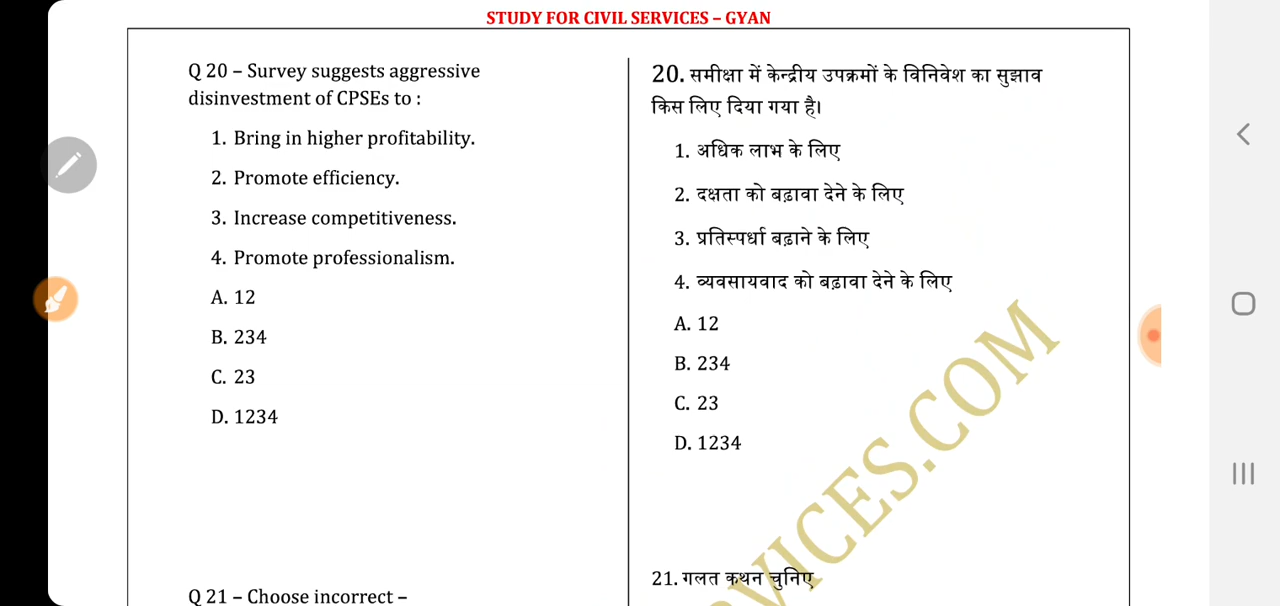 STUDY FOR CIVIL SERVICES – GYAN
Q 20 – Survey suggests aggressive
disinvestment of CPSEs to :
1. Bring in higher profitability.
2. Promote efficiency.
3. Increase competitiveness.
4. Promote professionalism.
A. 12
B. 234
C. 23
D. 1234
Q 21 – Choose incorrect –
20. समीक्षा में केन्द्रीय उपक्रमों के विनिवेश का सुझाव
किस लिए दिया गया है।
1. अधिक लाभ के लिए
2. दक्षता को बढ़ावा देने के लिए
3. प्रतिस्पर्धा बढ़ाने के लिए
4. व्यवसायवाद को बढ़ावा देने के लिए
A. 12
B. 234
C. 23
D. 1234
21. गलत कथन चुनिए
VICES.COM